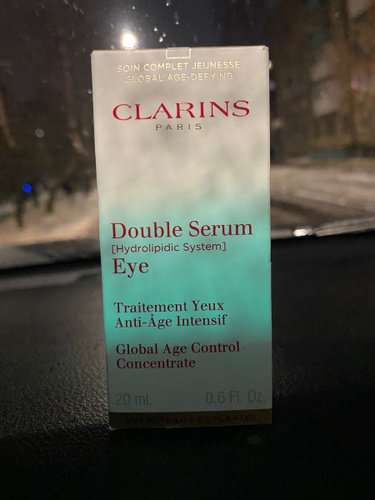 SOIN COMPLET JEUNESSE
GLOBAL AGE-DEFYING
CLARINS
PARIS
Double Serum
[Hydrolipidic System]
Eye
Traitement Yeux
Anti-Âge Intensif
Global Age Control
Concentrate
20 mL 0.6 Fl. Oz.